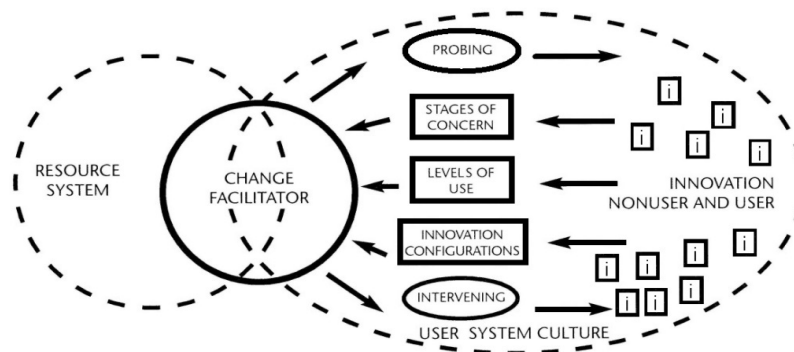 PROBING
STAGES OF
CONCERN
RESOURCE
SYSTEM
CHANGE
FACILITATOR
LEVELS OF
USE
INNOVATION
NONUSER AND USER
INNOVATION
CONFIGURATIONS
INTERVENING
USER SYSTEM CULTURE
i
i
i
i
i
i
i
i
i
i
i